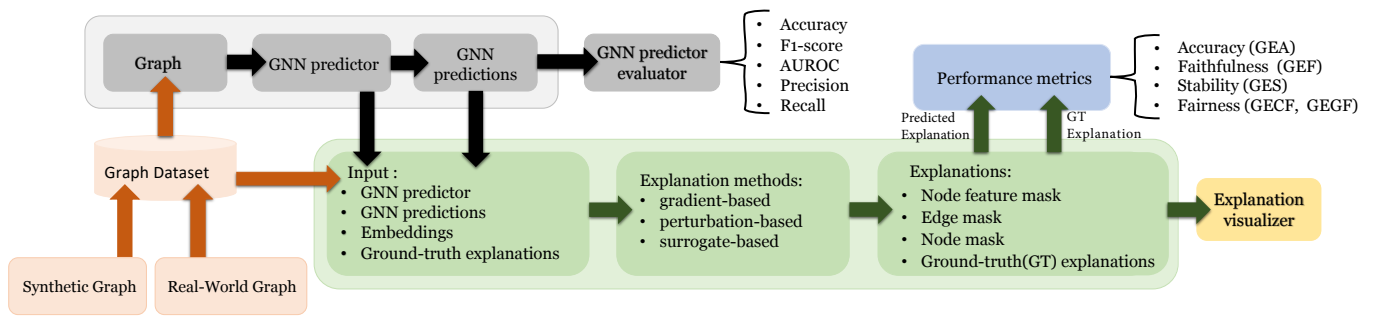 Graph
GNN predictor
GNN
predictions
GNN predictor
evaluator
• Accuracy
• F1-score
• AUROC
• Precision
• Recall
Performance metrics
• Accuracy (GEA)
• Faithfulness (GEF)
• Stability (GES)
• Fairness (GECF, GEGF)
Predicted
Explanation
GT
Explanation
Graph Dataset
Input :
• GNN predictor
• GNN predictions
• Embeddings
• Ground-truth explanations
Explanation methods:
• gradient-based
• perturbation-based
• surrogate-based
Explanations:
• Node feature mask
• Edge mask
• Node mask
• Ground-truth(GT) explanations
Explanation
visualizer
Synthetic Graph
Real-World Graph